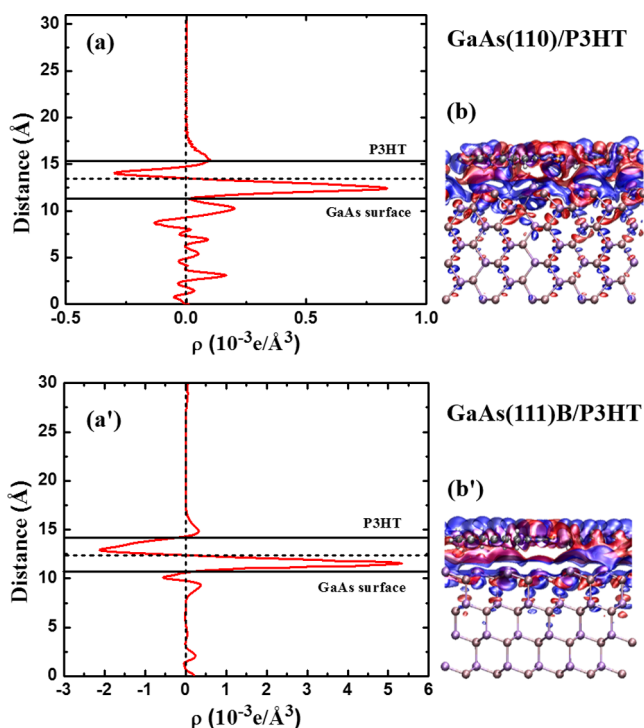 (a)
GaAs(110)/P3HT
(b)
30
25
20
15
10
5
0
Distance (Å)
P3HT
GaAs surface
-0.5
0.0
0.5
1.0
ρ (10⁻³e/Å³)
(a')
GaAs(111)B/P3HT
(b')
30
25
20
15
10
5
0
Distance (Å)
P3HT
GaAs surface
-3
-2
-1
0
1
2
3
4
5
6
ρ (10⁻³e/Å³)